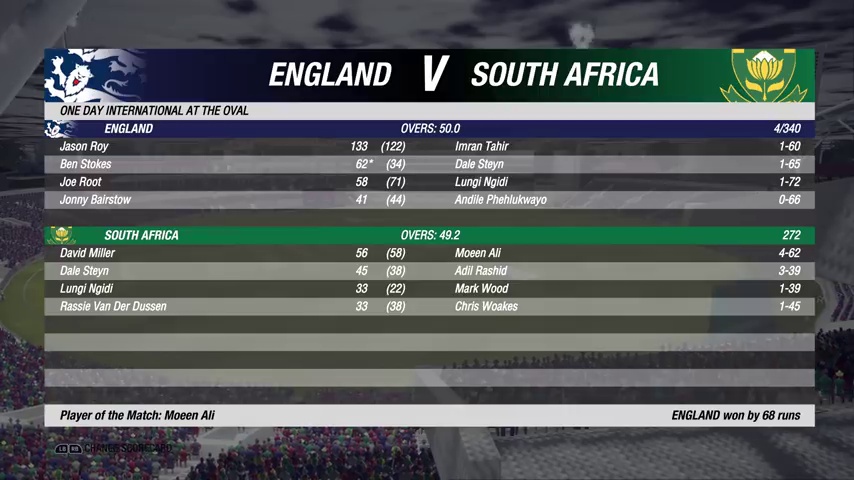 ENGLAND V SOUTH AFRICA
ONE DAY INTERNATIONAL AT THE OVAL
ENGLAND OVERS: 50.0 4/340
Jason Roy 133 (122) Imran Tahir 1-60
Ben Stokes 62* (34) Dale Steyn 1-65
Joe Root 58 (71) Lungi Ngidi 1-72
Jonny Bairstow 41 (44) Andile Phehlukwayo 0-66
SOUTH AFRICA OVERS: 49.2 272
David Miller 56 (58) Moeen Ali 4-62
Dale Steyn 45 (38) Adil Rashid 3-39
Lungi Ngidi 33 (22) Mark Wood 1-39
Rassie Van Der Dussen 33 (38) Chris Woakes 1-45
Player of the Match: Moeen Ali ENGLAND won by 68 runs
LB RB CHANGE SCORECARD